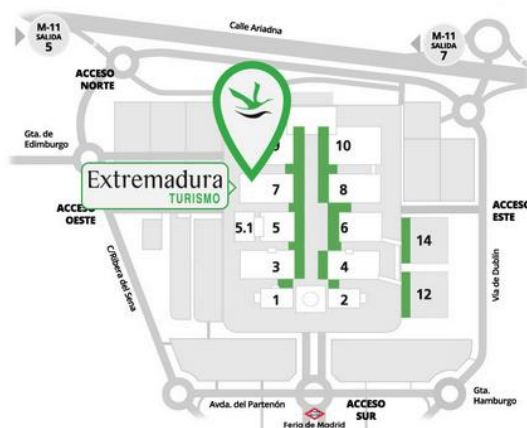 M-11
SALIDA
5
Calle Ariadna
M-11
SALIDA
7
ACCESO
NORTE
Gta. de
Edimburgo
9
10
Extremadura
TURISMO
7
8
ACCESO
OESTE
ACCESO
ESTE
5.1
5
6
14
3
4
C/Ribera del Sena
Vía de Dublín
12
1
2
Avda. del Partenón
ACCESO
SUR
Gta.
Hamburgo
Feria de Madrid